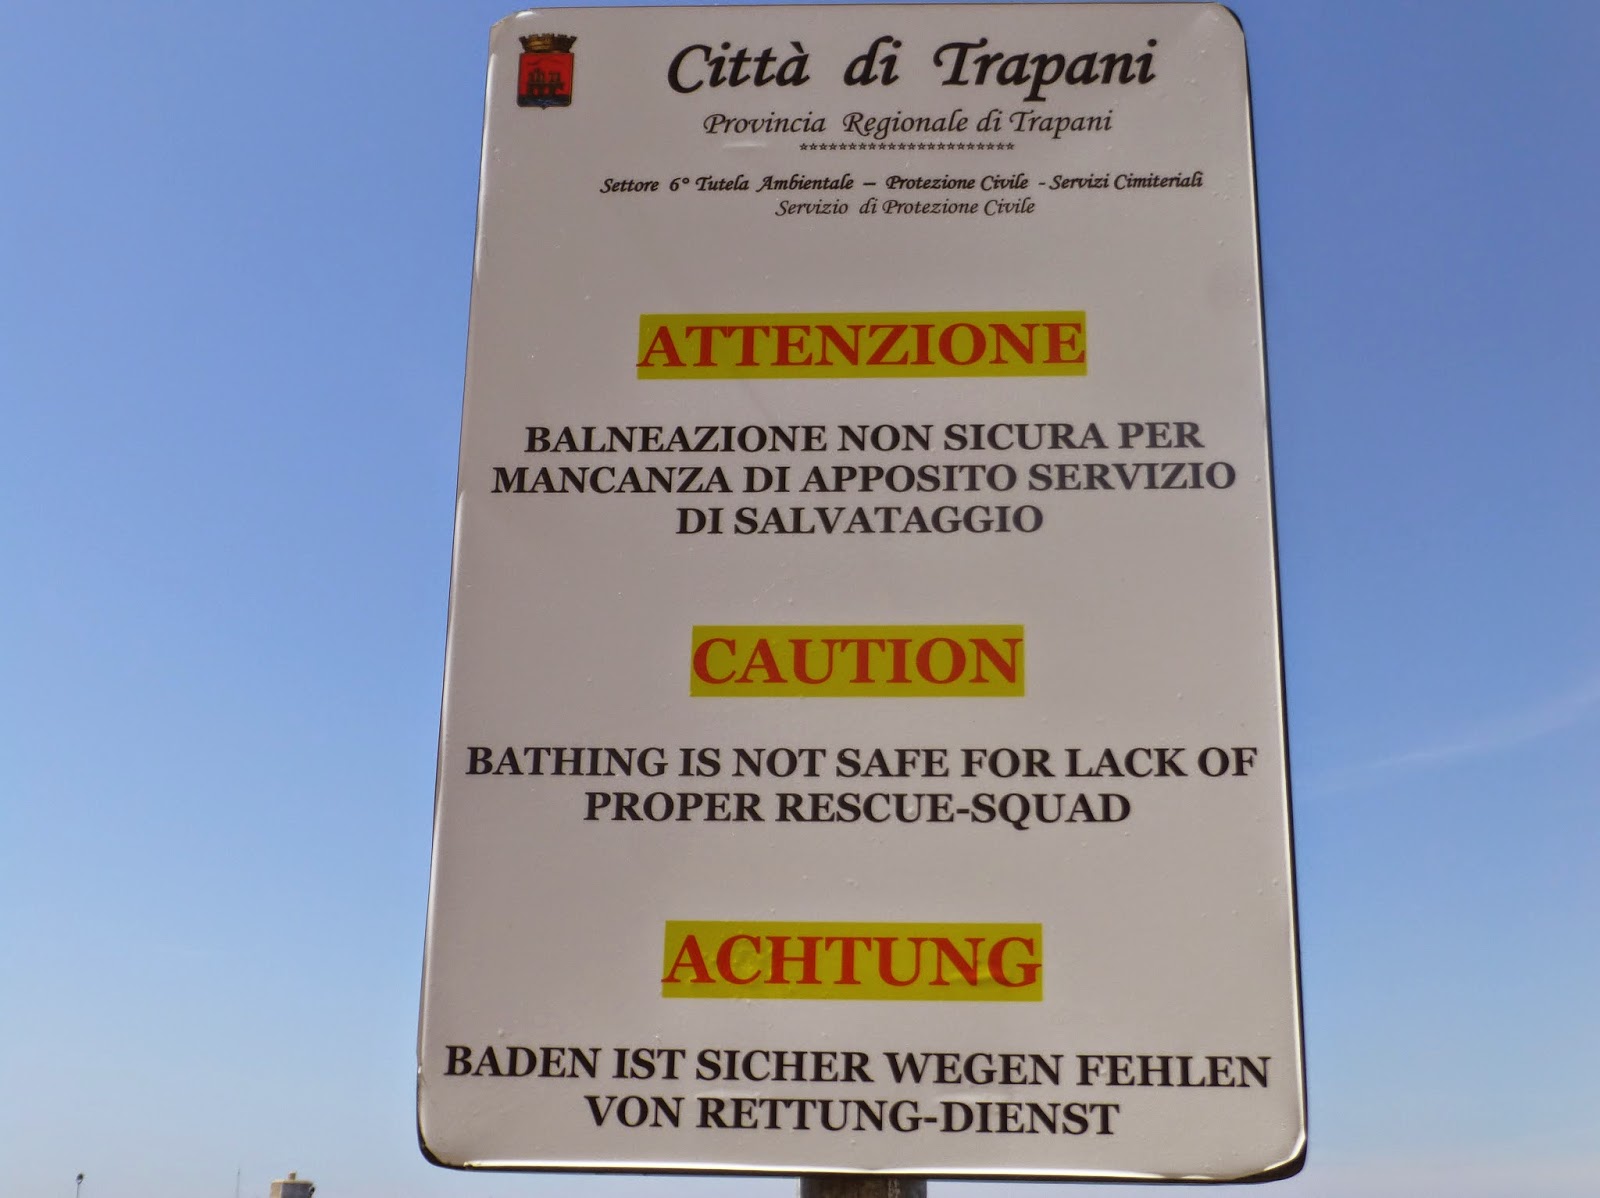 Città di Trapani
Provincia Regionale di Trapani
**********************
Settore 6° Tutela Ambientale – Protezione Civile - Servizi Cimiteriali
Servizio di Protezione Civile
ATTENZIONE
BALNEAZIONE NON SICURA PER
MANCANZA DI APPOSITO SERVIZIO
DI SALVATAGGIO
CAUTION
BATHING IS NOT SAFE FOR LACK OF
PROPER RESCUE-SQUAD
ACHTUNG
BADEN IST SICHER WEGEN FEHLEN
VON RETTUNG-DIENST